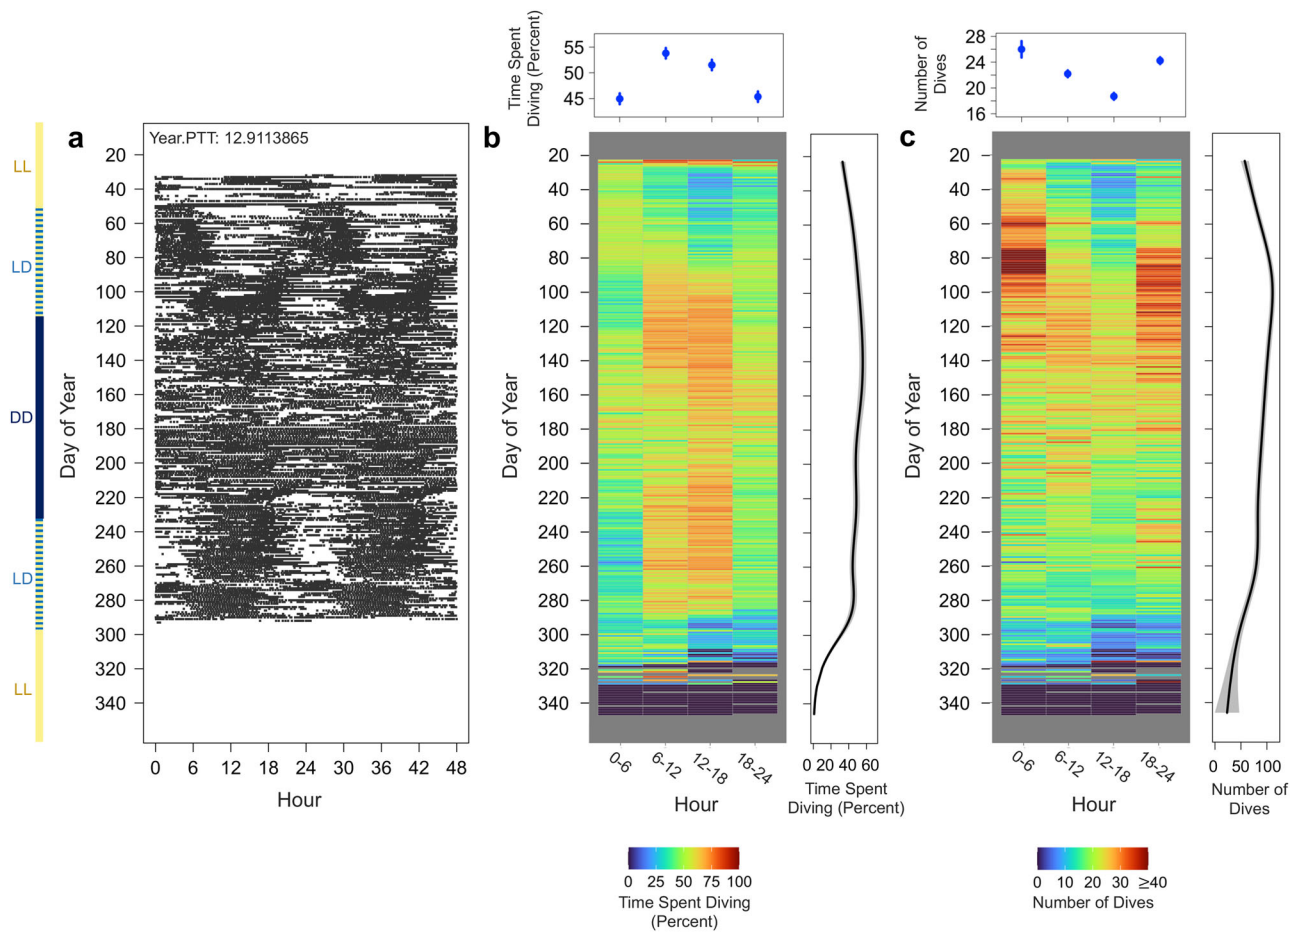 LL
LD
DD
LD
LL
a
Year.PTT: 12.9113865
Day of Year
20
40
60
80
100
120
140
160
180
200
220
240
260
280
300
320
340
0 6 12 18 24 30 36 42 48
Hour
Time Spent
Diving (Percent)
55
50
45
b
Day of Year
20
40
60
80
100
120
140
160
180
200
220
240
260
280
300
320
340
0-6 6-12 12-18 18-24
Hour
0 20 40 60
Time Spent
Diving (Percent)
0 25 50 75 100
Time Spent Diving
(Percent)
Number of
Dives
28
24
20
16
c
Day of Year
20
40
60
80
100
120
140
160
180
200
220
240
260
280
300
320
340
0-6 6-12 12-18 18-24
Hour
0 50 100
Number of
Dives
0 10 20 30 ≥40
Number of Dives